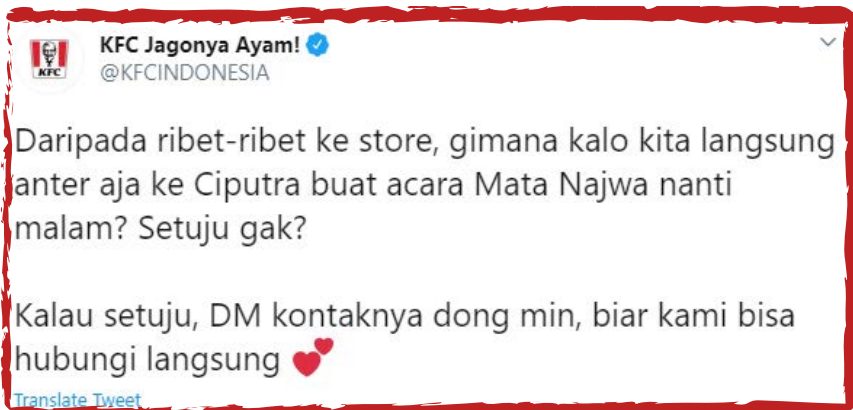 KFC Jagonya Ayam!
KFC
@KFCINDONESIA
Daripada ribet-ribet ke store, gimana kalo kita langsung
anter aja ke Ciputra buat acara Mata Najwa nanti
malam? Setuju gak?
Kalau setuju, DM kontaknya dong min, biar kami bisa
hubungi langsung 💕
Translate Tweet